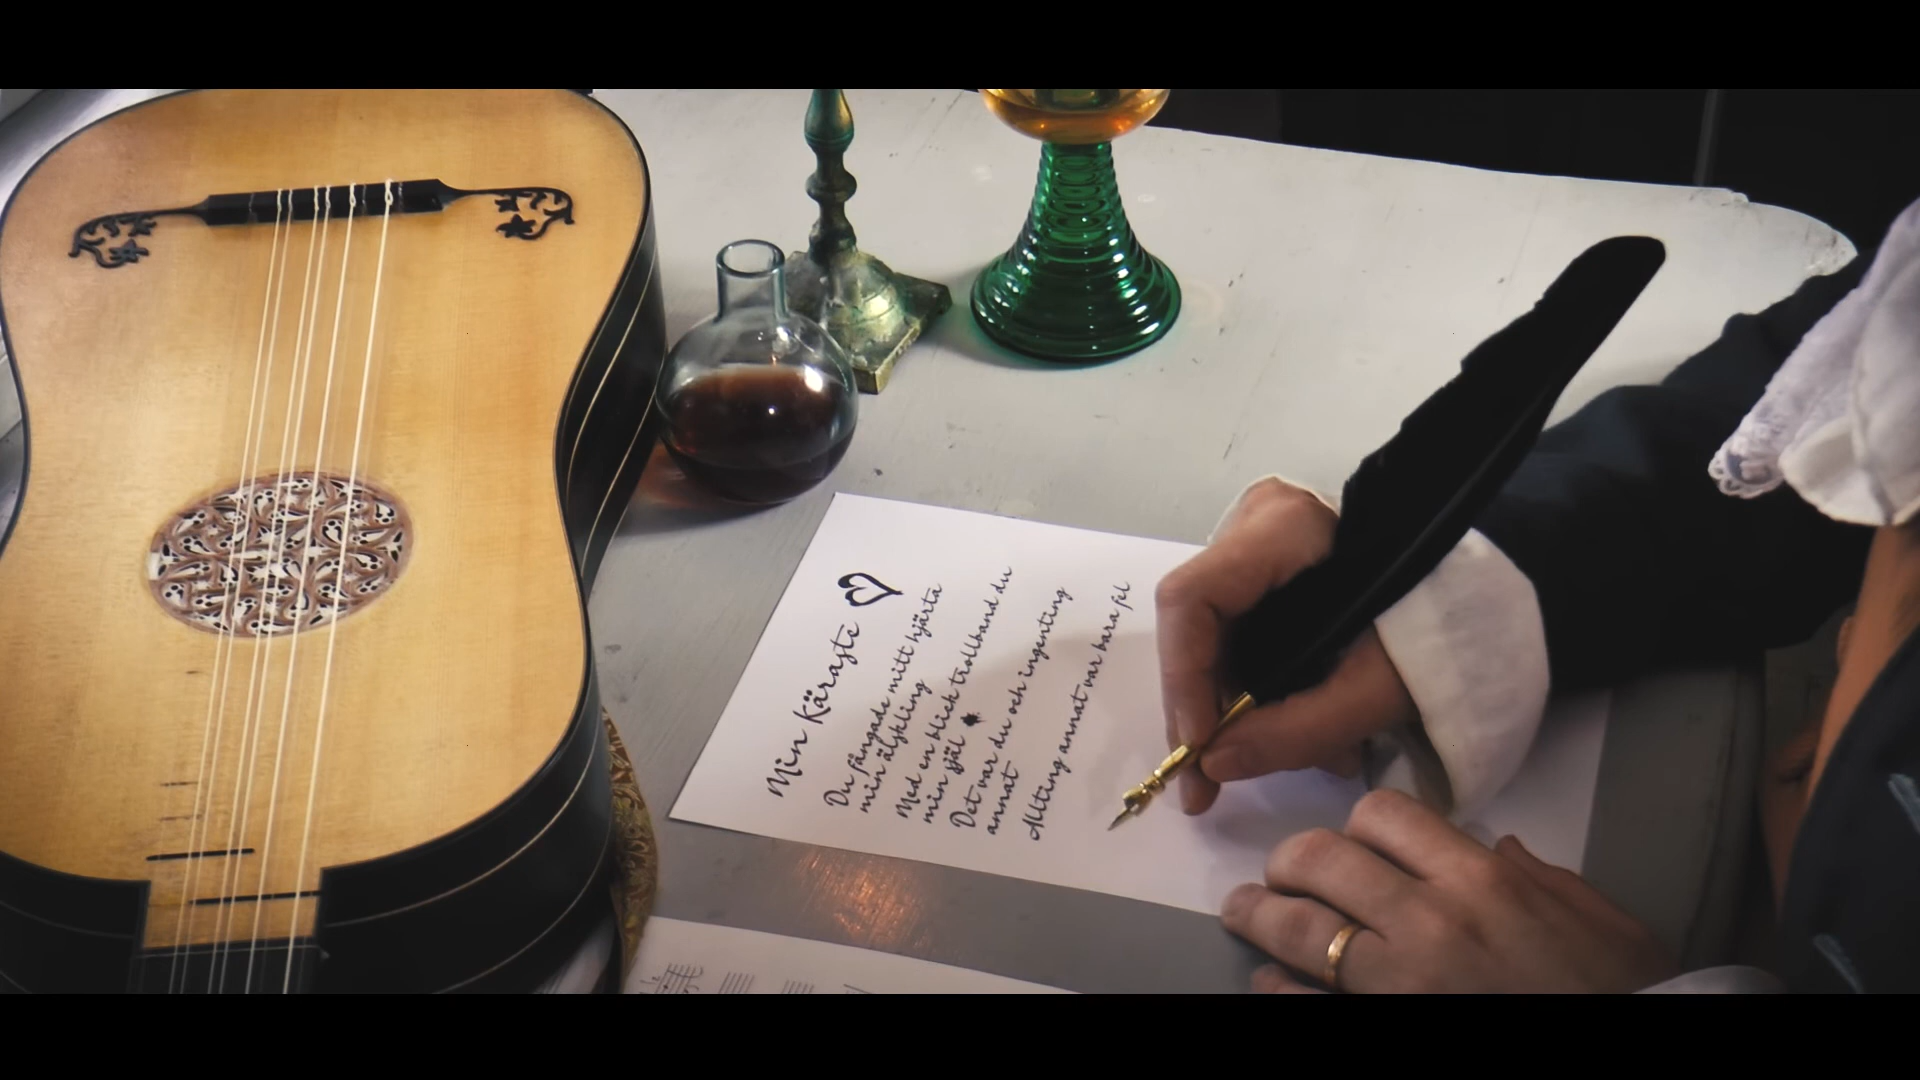 Min Käraste
Du fångade mitt hjärta
min älskling
Med en blick trollband du
min själ
Det var du och ingenting
annat
Allting annat var bara fel